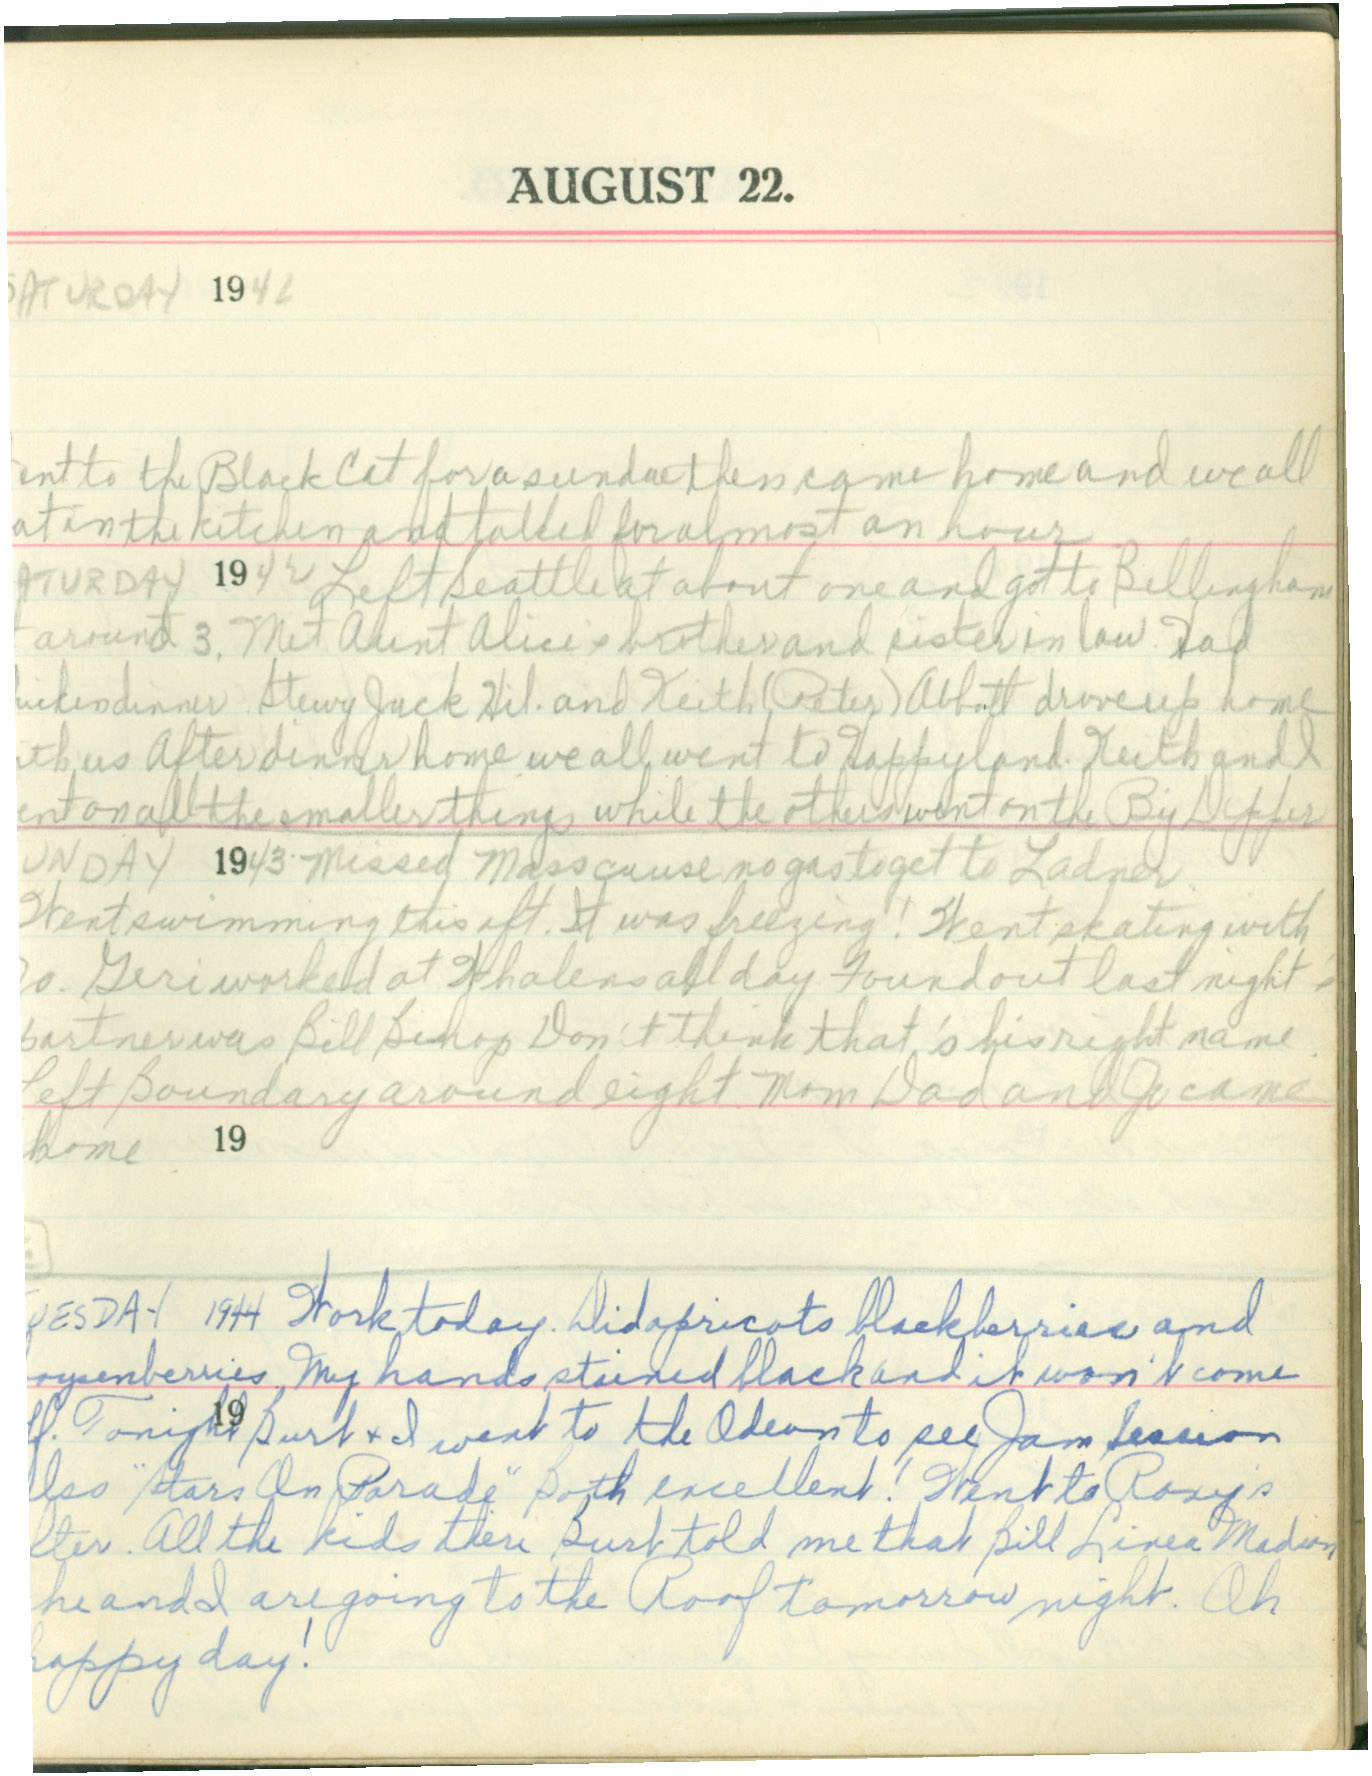 AUGUST 22.
SATURDAY 1942
ent to the Black Cat for a sundae then came home and we all
at in the kitchen and talked for almost an hour
ATURDAY 1942 Left Seattle at about one and got to Bellingham
around 3. Met Aunt Alice's brother and sister in law. Had
hicken dinner. Stewy Jack Hil. and Keith (Pater) Abbott drove up home
ith us After dinner home we all went to Happyland. Keith and I
ent on all the smaller things while the others went on the Big Dipper
UNDAY 1943 Missed Mass cause no gas to get to Ladner.
Went swimming this aft. It was freezing! Went skating with
Jo. Geri worked at Whalens all day Found out last night's
partner was Bill Bishop Don't think that's his right name.
Left Boundary around eight Mom Dad and Jo came
home 19
UESDAY 1944 Work today. Did apricots blackberries and
oysenberries. My hands stained black and it won't come
ff. Tonight 19 Burt & I went to the Odeon to see Jam Session
lso "Stars On Parade" Both excellent! Went to Roxy's
fter. All the kids there Burt told me that Bill Linea Madson
he and I are going to the Roof tomorrow night. Oh
happy day!